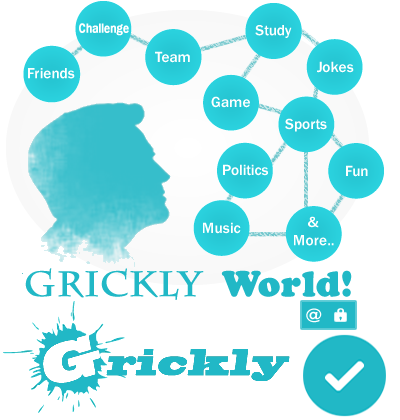 Challenge
Study
Team
Jokes
Friends
Game
Sports
Politics
Fun
Music
&
More..
GRICKLY World!
@
Grickly